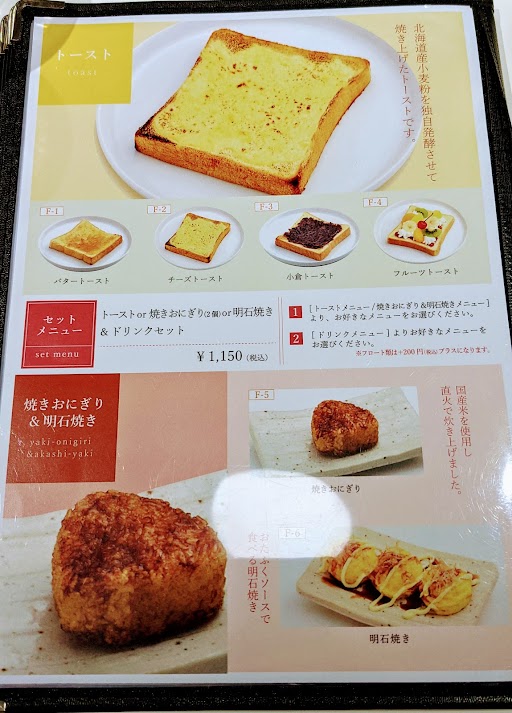 トースト
toast
北海道産小麦粉を独自発酵させて
焼き上げたトーストです。
F-1
F-2
F-3
F-4
バタートースト
チーズトースト
小倉トースト
フルーツトースト
セット
メニュー
set menu
トーストor 焼きおにぎり(2個)or明石焼き
&ドリンクセット
¥1,150(税込)
1 [トーストメニュー/焼きおにぎり&明石焼きメニュー]
より、お好きなメニューをお選びください。
2 [ドリンクメニュー]よりお好きなメニューを
お選びください。
※フロート類は+200円(税込)プラスになります。
焼きおにぎり
&明石焼き
yaki-onigiri
&akashi-yaki
F-5
国産米を使用し
直火で炊き上げました。
焼きおにぎり
F-6
おたふくソースで
食べる明石焼き
明石焼き